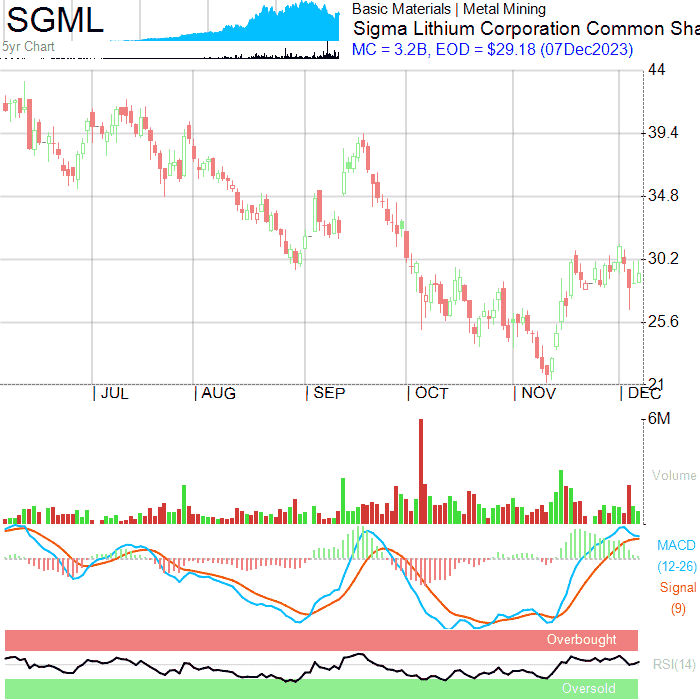 SGML
5yr Chart
Basic Materials | Metal Mining
Sigma Lithium Corporation Common Sha
MC = 3.2B, EOD = $29.18 (07Dec2023)
44
39.4
34.8
30.2
25.6
21
JUL AUG SEP OCT NOV DEC
6M
Volume
MACD
(12-26)
Signal
(9)
Overbought
RSI(14)
Oversold